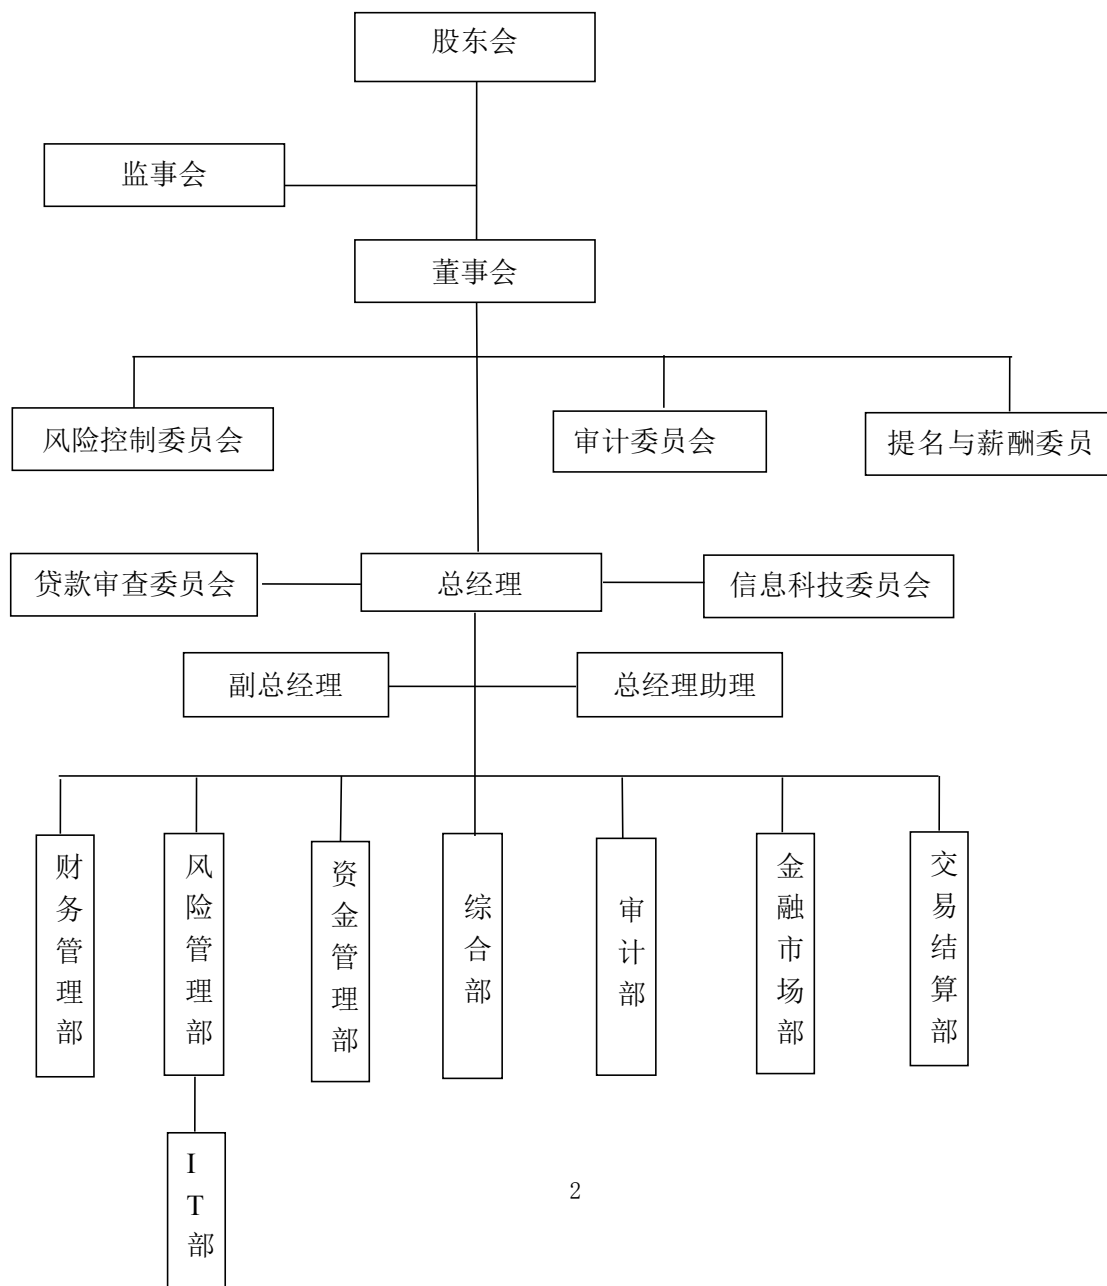 股东会
监事会
董事会
风险控制委员会
审计委员会
提名与薪酬委员
贷款审查委员会
总经理
信息科技委员会
副总经理
总经理助理
财务管理部
风险管理部
资金管理部
综合部
审计部
金融市场部
交易结算部
IT部
2